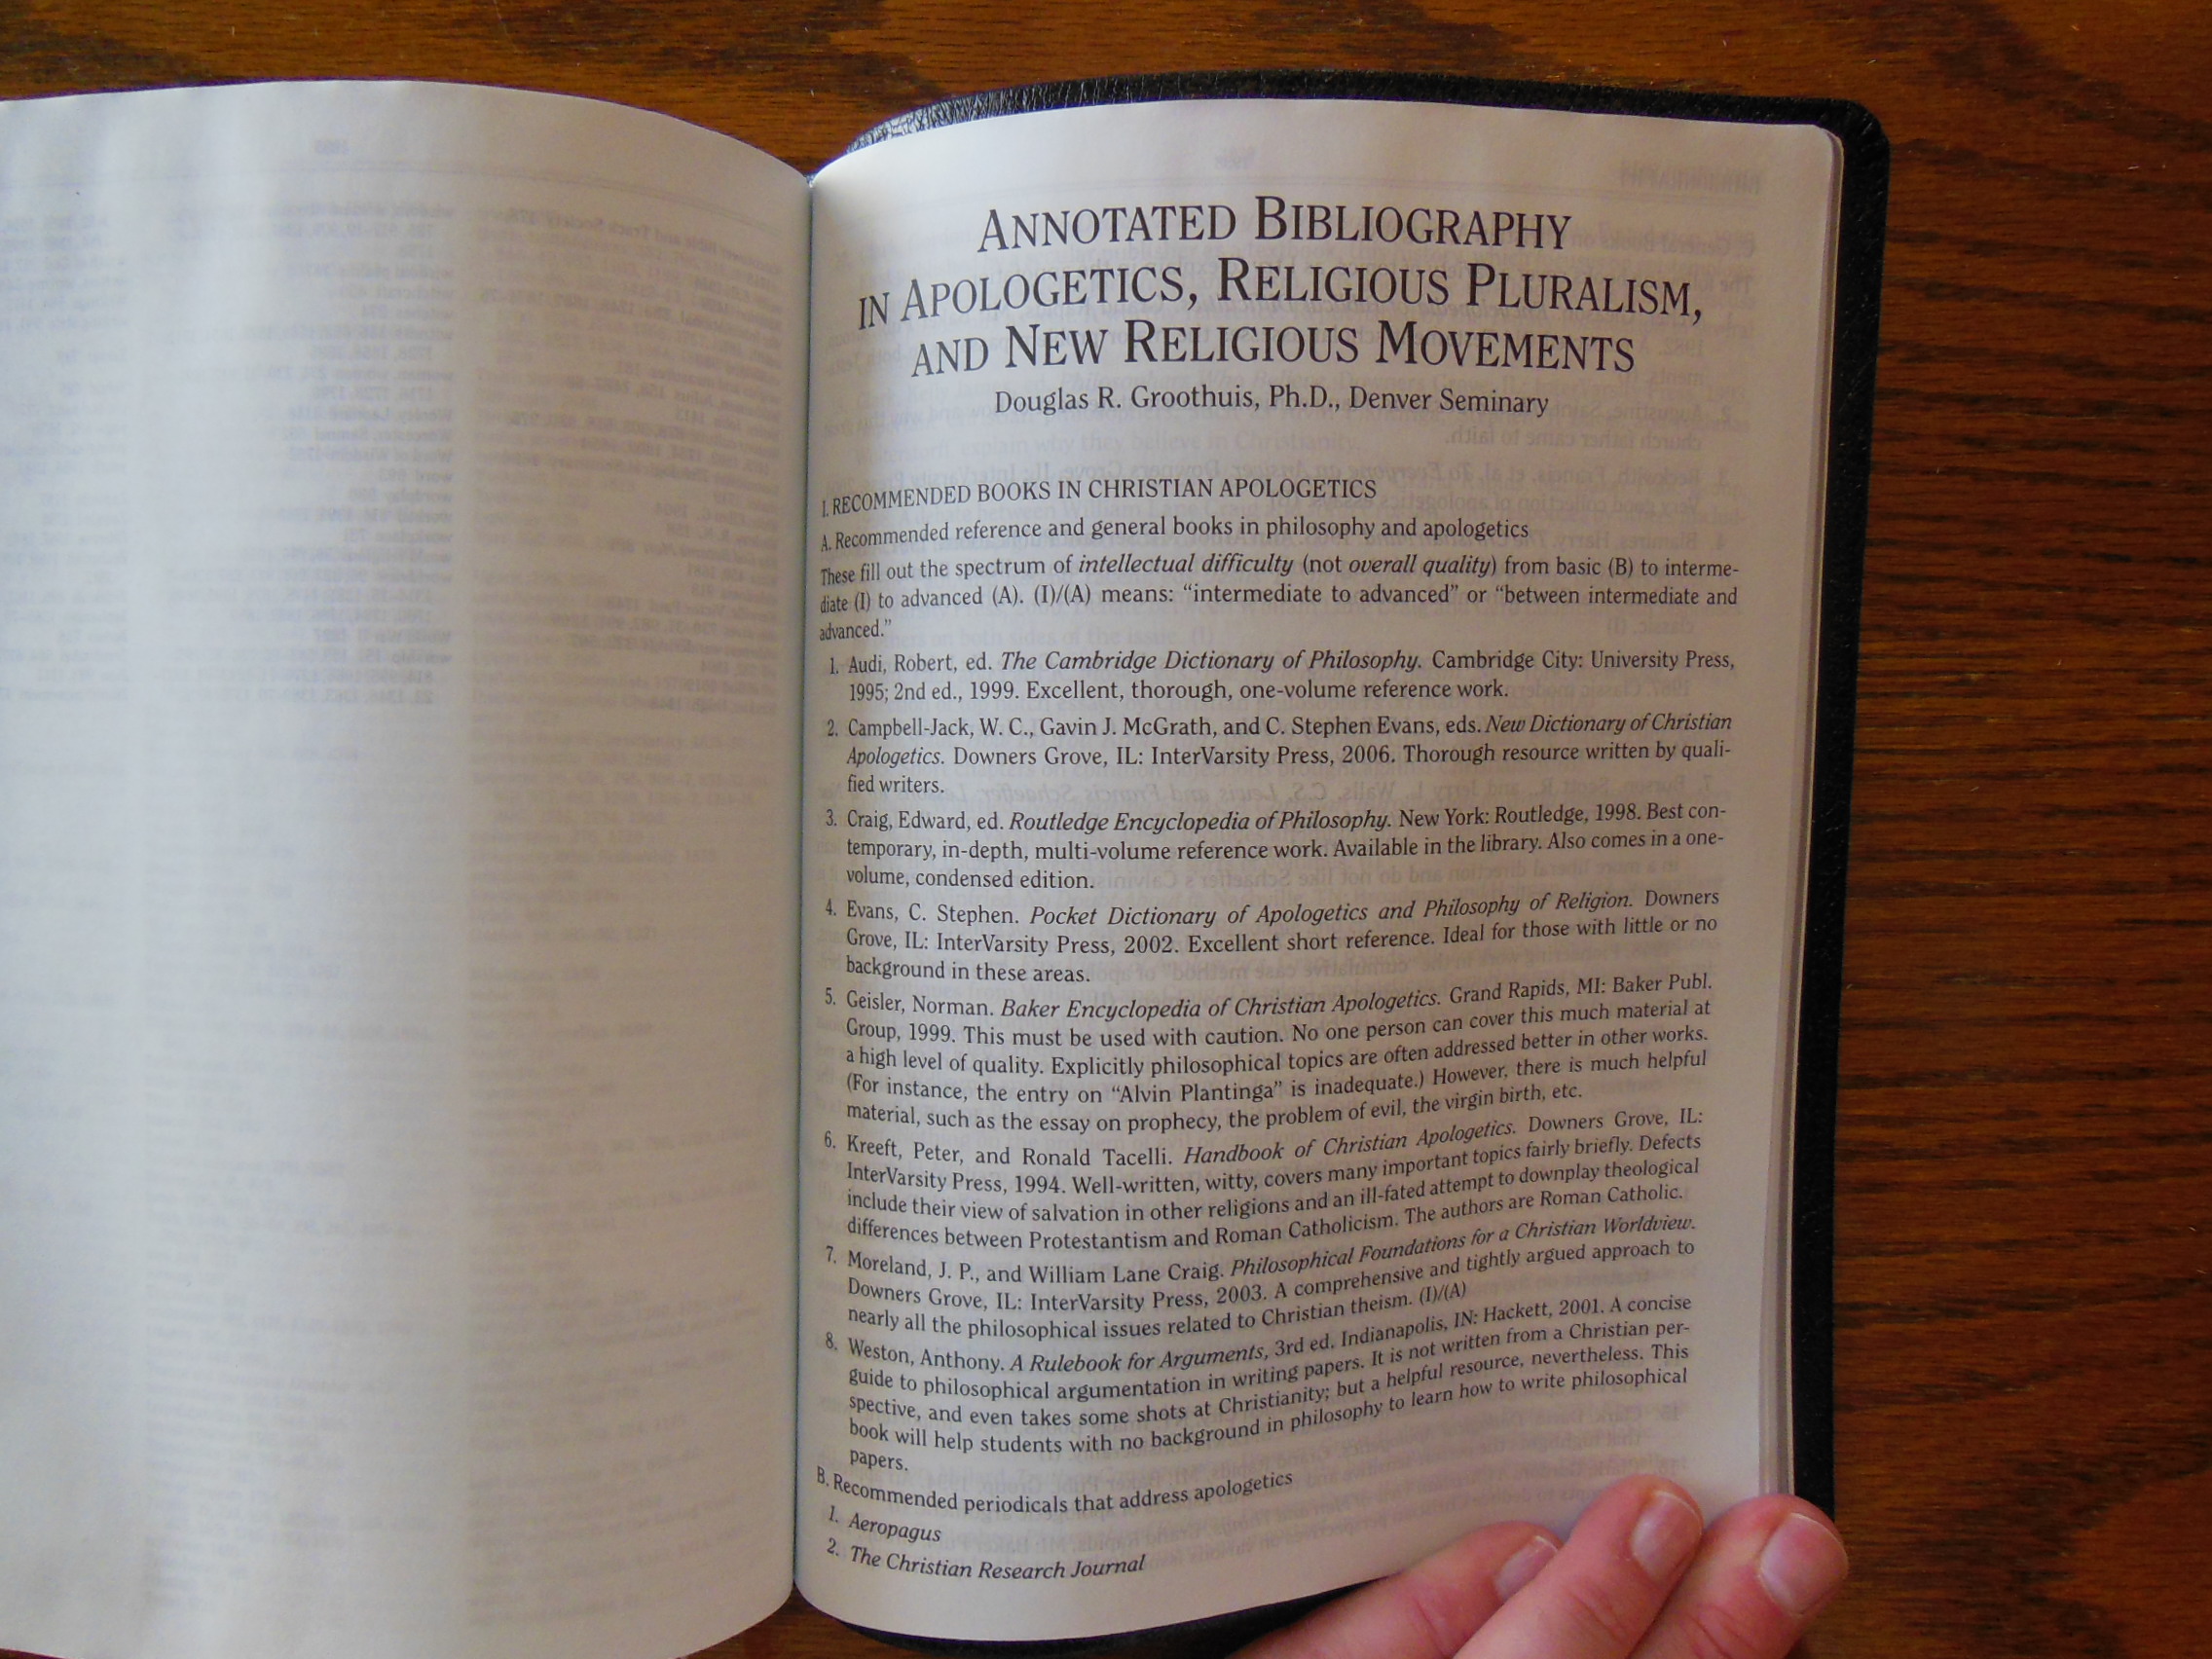 ANNOTATED BIBLIOGRAPHY
IN APOLOGETICS, RELIGIOUS PLURALISM,
AND NEW RELIGIOUS MOVEMENTS
Douglas R. Groothuis, Ph.D., Denver Seminary
I. RECOMMENDED BOOKS IN CHRISTIAN APOLOGETICS
A. Recommended reference and general books in philosophy and apologetics
These fill out the spectrum of intellectual difficulty (not overall quality) from basic (B) to interme-
diate (I) to advanced (A). (I)/(A) means: “intermediate to advanced” or “between intermediate and
advanced.”
1. Audi, Robert, ed. The Cambridge Dictionary of Philosophy. Cambridge City: University Press,
1995; 2nd ed., 1999. Excellent, thorough, one-volume reference work.
2. Campbell-Jack, W. C., Gavin J. McGrath, and C. Stephen Evans, eds. New Dictionary of Christian
Apologetics. Downers Grove, IL: InterVarsity Press, 2006. Thorough resource written by quali-
fied writers.
3. Craig, Edward, ed. Routledge Encyclopedia of Philosophy. New York: Routledge, 1998. Best con-
temporary, in-depth, multi-volume reference work. Available in the library. Also comes in a one-
volume, condensed edition.
4. Evans, C. Stephen. Pocket Dictionary of Apologetics and Philosophy of Religion. Downers
Grove, IL: InterVarsity Press, 2002. Excellent short reference. Ideal for those with little or no
background in these areas.
5. Geisler, Norman. Baker Encyclopedia of Christian Apologetics. Grand Rapids, MI: Baker Publ.
Group, 1999. This must be used with caution. No one person can cover this much material at
a high level of quality. Explicitly philosophical topics are often addressed better in other works.
(For instance, the entry on “Alvin Plantinga” is inadequate.) However, there is much helpful
material, such as the essay on prophecy, the problem of evil, the virgin birth, etc.
6. Kreeft, Peter, and Ronald Tacelli. Handbook of Christian Apologetics. Downers Grove, IL:
InterVarsity Press, 1994. Well-written, witty, covers many important topics fairly briefly. Defects
include their view of salvation in other religions and an ill-fated attempt to downplay theological
differences between Protestantism and Roman Catholicism. The authors are Roman Catholic.
7. Moreland, J. P., and William Lane Craig. Philosophical Foundations for a Christian Worldview.
Downers Grove, IL: InterVarsity Press, 2003. A comprehensive and tightly argued approach to
nearly all the philosophical issues related to Christian theism. (I)/(A)
8. Weston, Anthony. A Rulebook for Arguments, 3rd ed. Indianapolis, IN: Hackett, 2001. A concise
guide to philosophical argumentation in writing papers. It is not written from a Christian per-
spective, and even takes some shots at Christianity; but a helpful resource, nevertheless. This
book will help students with no background in philosophy to learn how to write philosophical
papers.
B. Recommended periodicals that address apologetics
1. Aeropagus
2. The Christian Research Journal